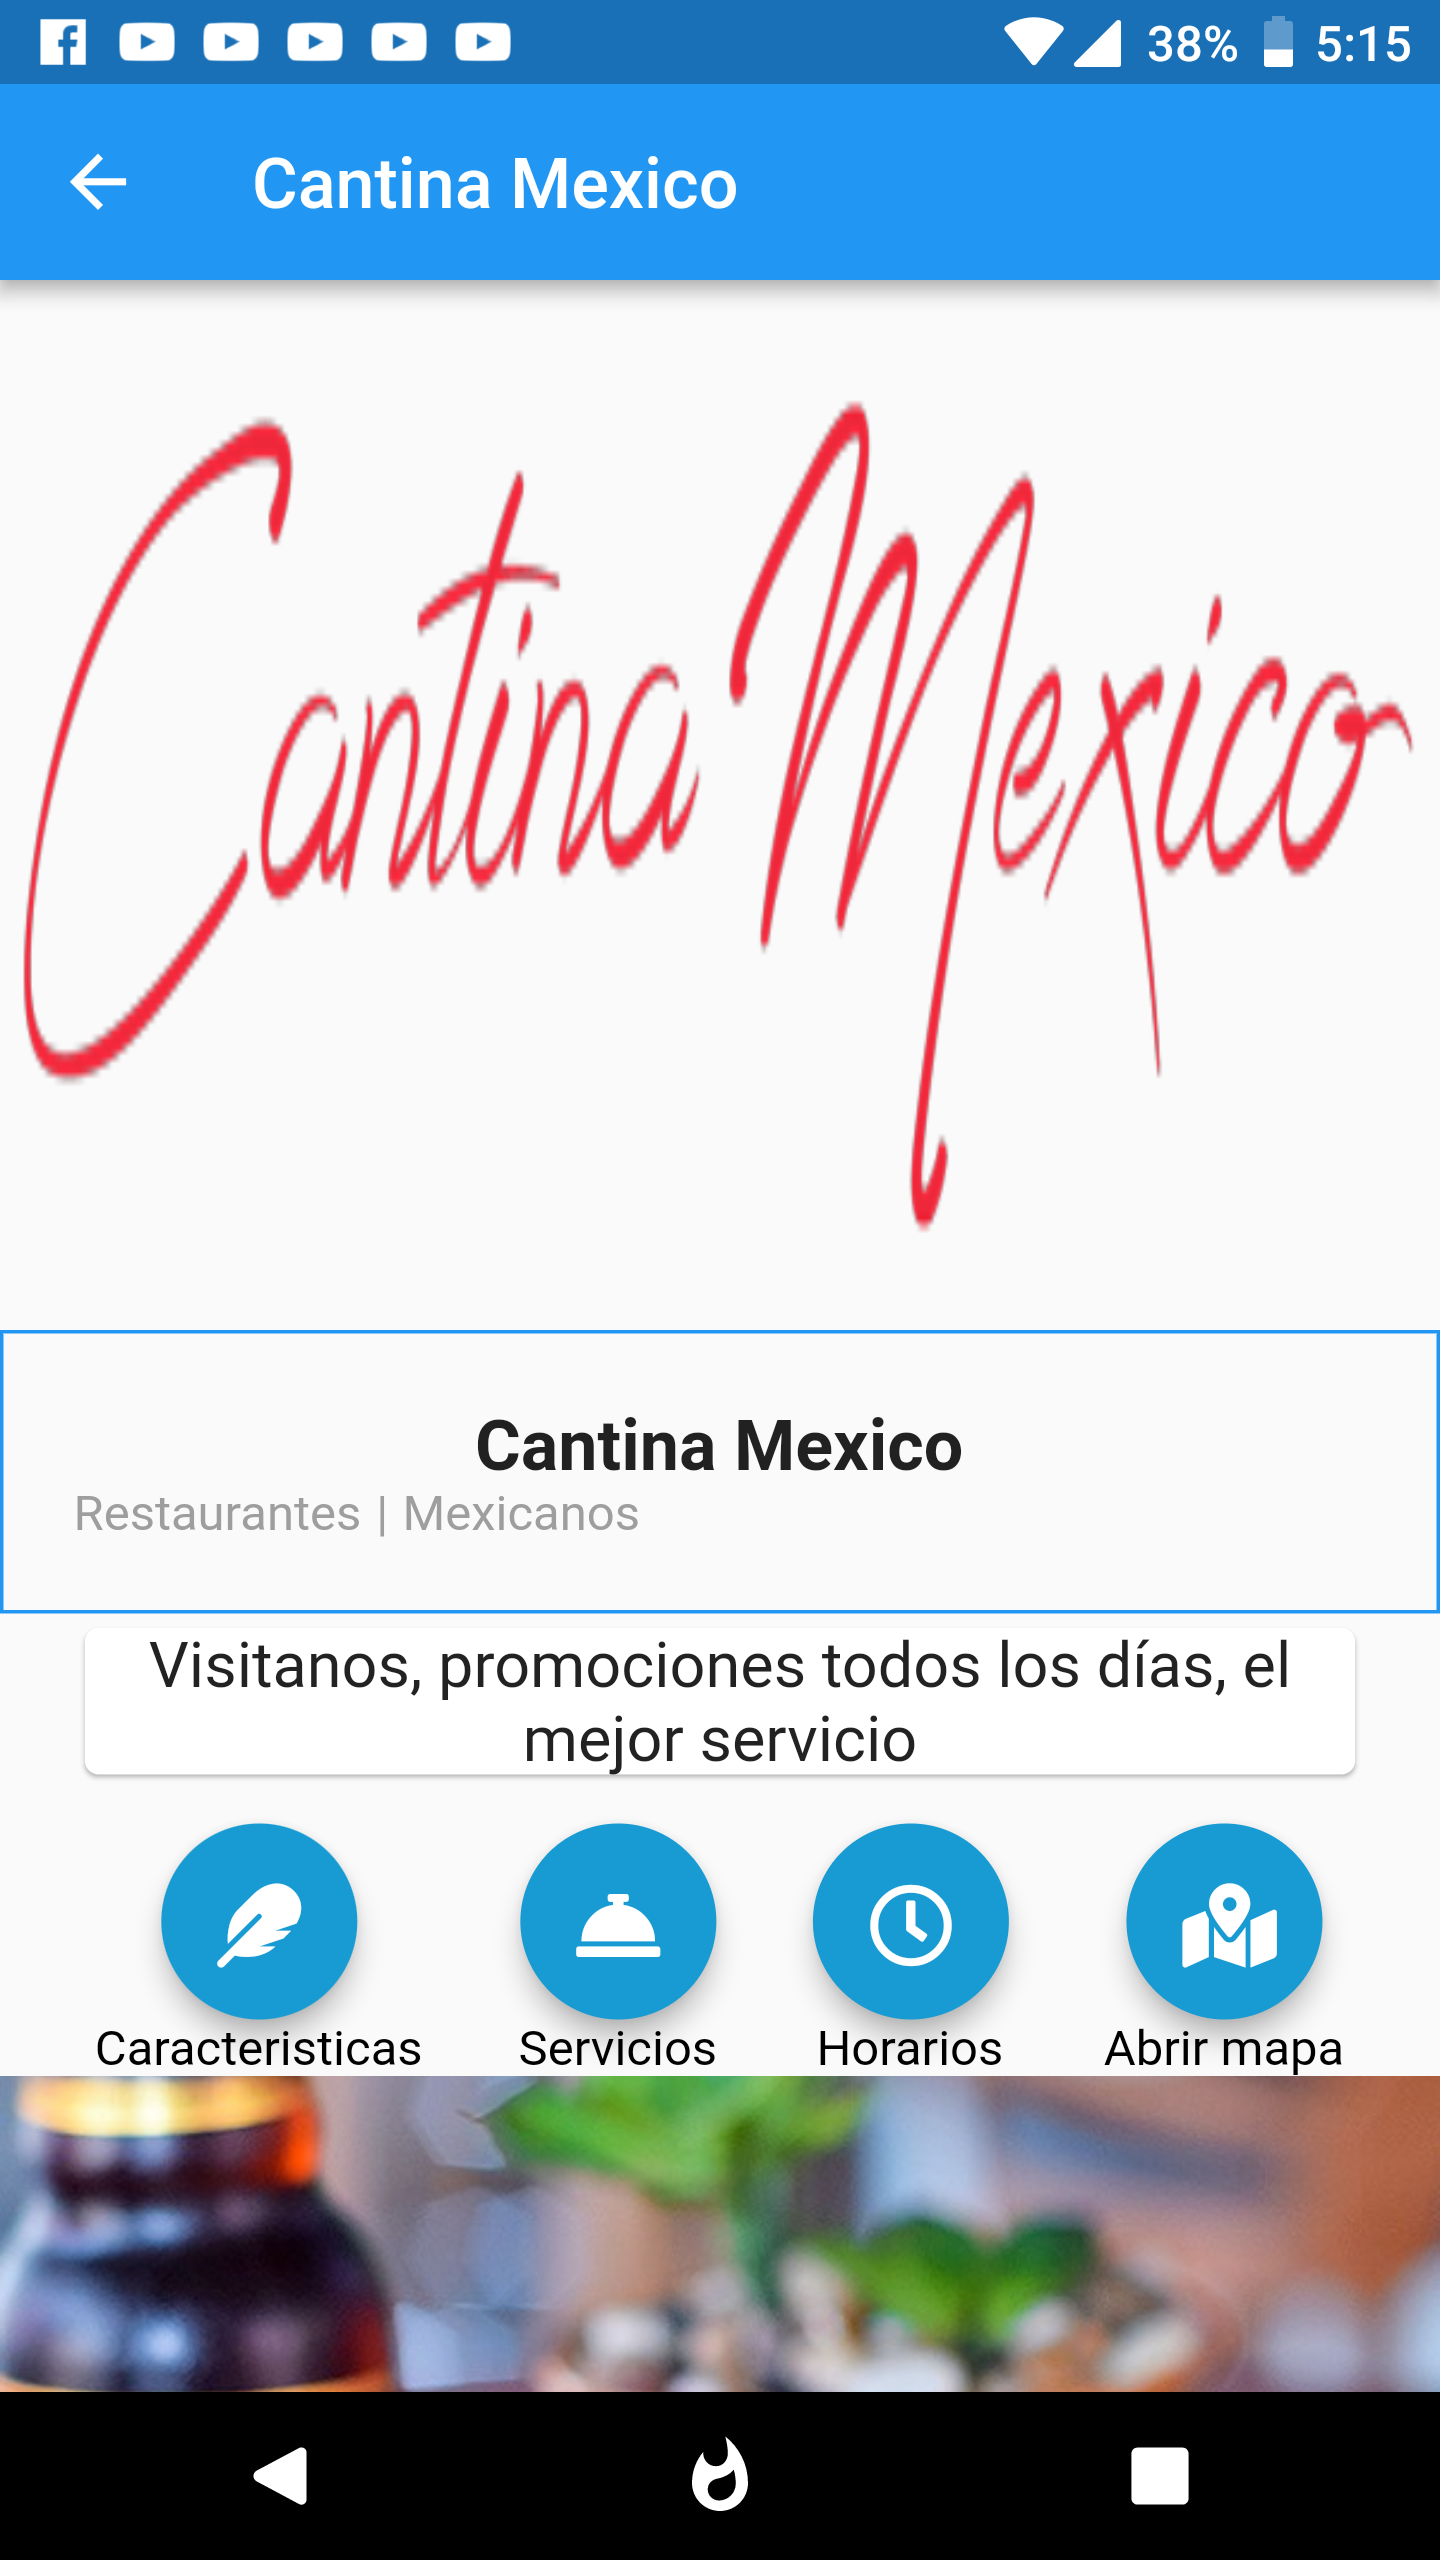 38% 5:15
Cantina Mexico
Cantina Mexico
Cantina Mexico
Restaurantes | Mexicanos
Visitanos, promociones todos los días, el
mejor servicio
Caracteristicas Servicios Horarios Abrir mapa